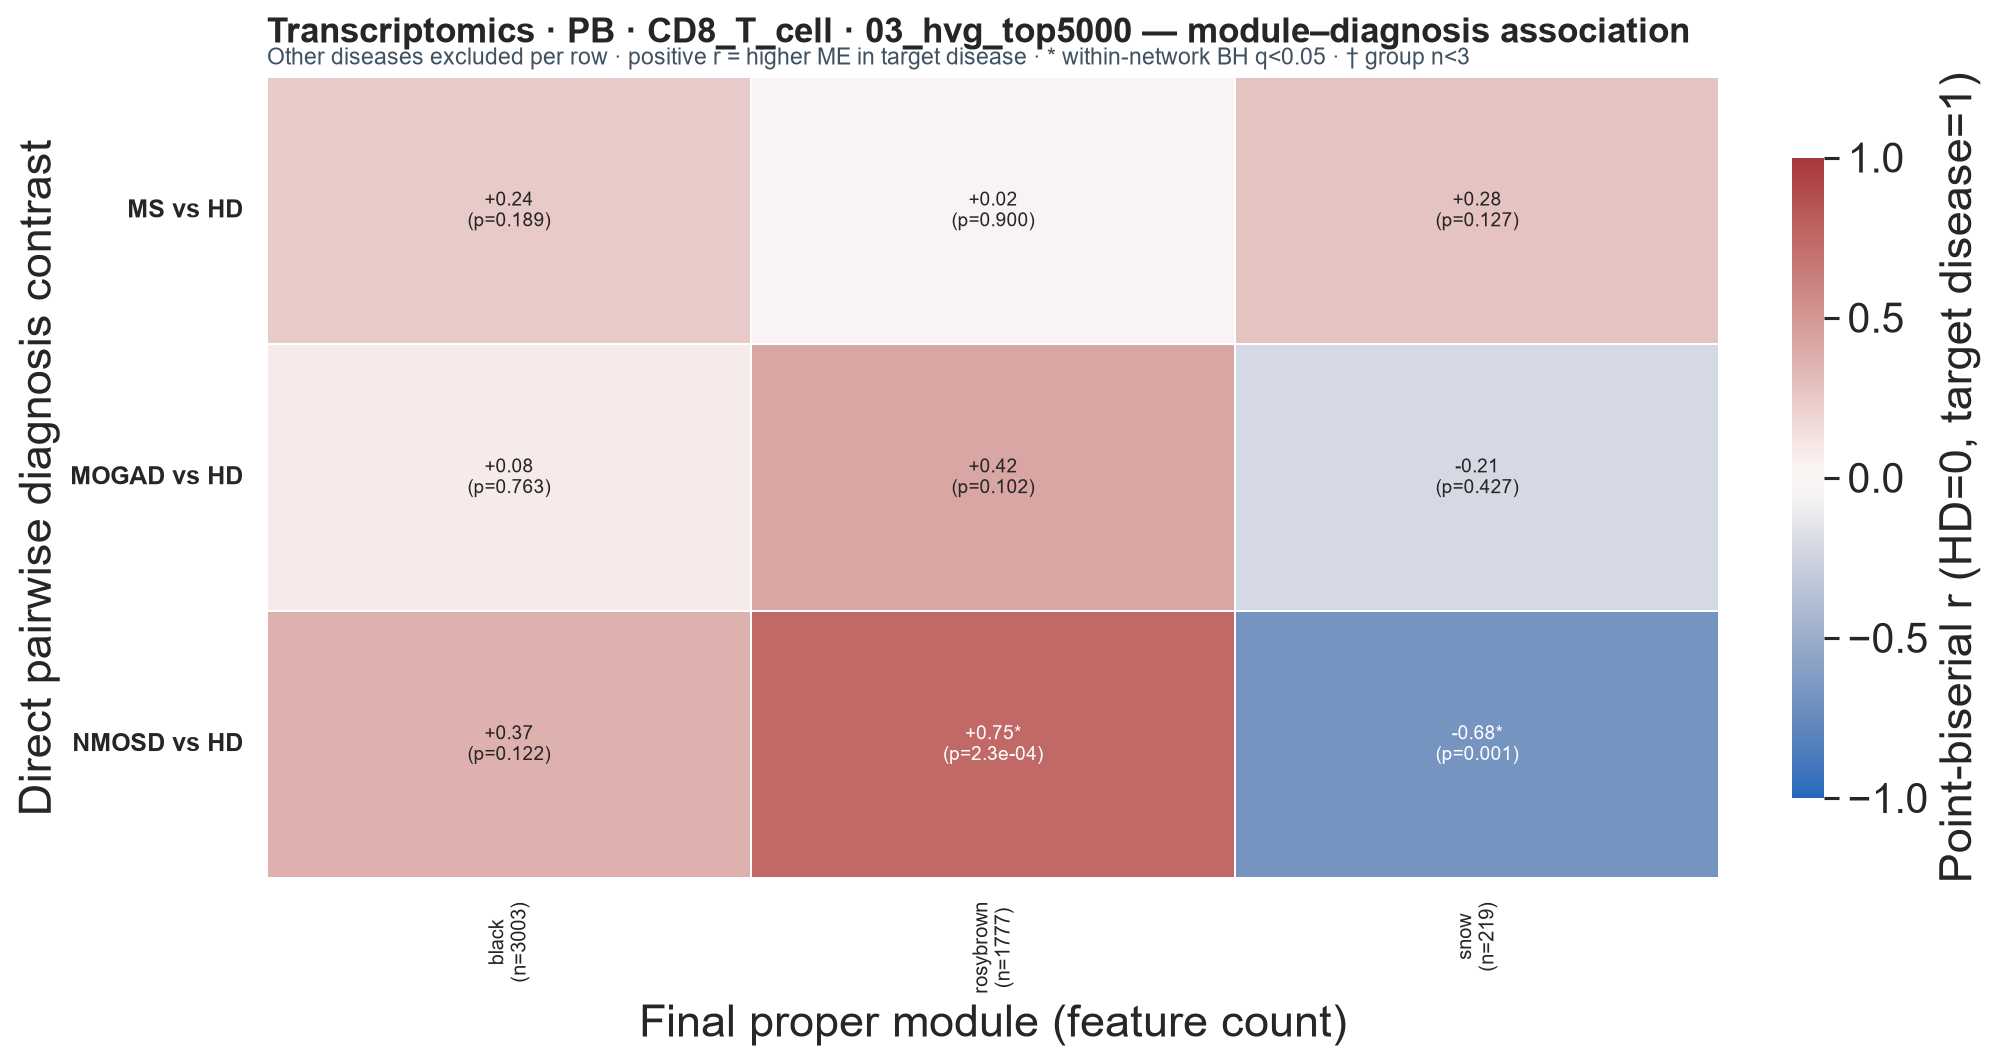 Transcriptomics · PB · CD8_T_cell · 03_hvg_top5000 — module–diagnosis association
Other diseases excluded per row · positive r = higher ME in target disease · * within-network BH q<0.05 · † group n<3
Direct pairwise diagnosis contrast
MS vs HD
+0.24
(p=0.189)
+0.02
(p=0.900)
+0.28
(p=0.127)
MOGAD vs HD
+0.08
(p=0.763)
+0.42
(p=0.102)
-0.21
(p=0.427)
NMOSD vs HD
+0.37
(p=0.122)
+0.75*
(p=2.3e-04)
-0.68*
(p=0.001)
black
(n=3003)
rosybrown
(n=1777)
snow
(n=219)
Final proper module (feature count)
1.0
0.5
0.0
−0.5
−1.0
Point-biserial r (HD=0, target disease=1)